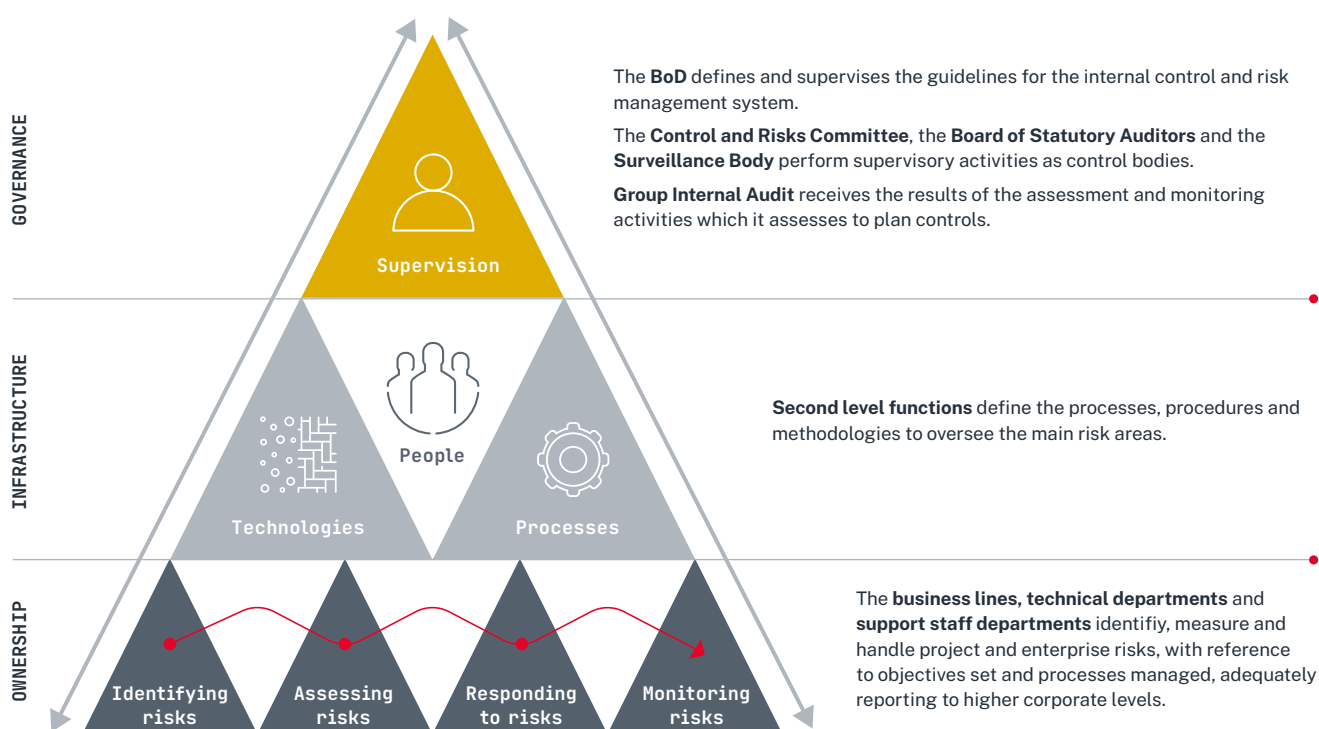 GOVERNANCE
The BoD defines and supervises the guidelines for the internal control and risk
management system.
The Control and Risks Committee, the Board of Statutory Auditors and the
Surveillance Body perform supervisory activities as control bodies.
Group Internal Audit receives the results of the assessment and monitoring
activities which it assesses to plan controls.
Supervision
INFRASTRUCTURE
People
Technologies
Processes
Second level functions define the processes, procedures and
methodologies to oversee the main risk areas.
OWNERSHIP
Identifying
risks
Assessing
risks
Responding
to risks
Monitoring
risks
The business lines, technical departments and
support staff departments identifiy, measure and
handle project and enterprise risks, with reference
to objectives set and processes managed, adequately
reporting to higher corporate levels.